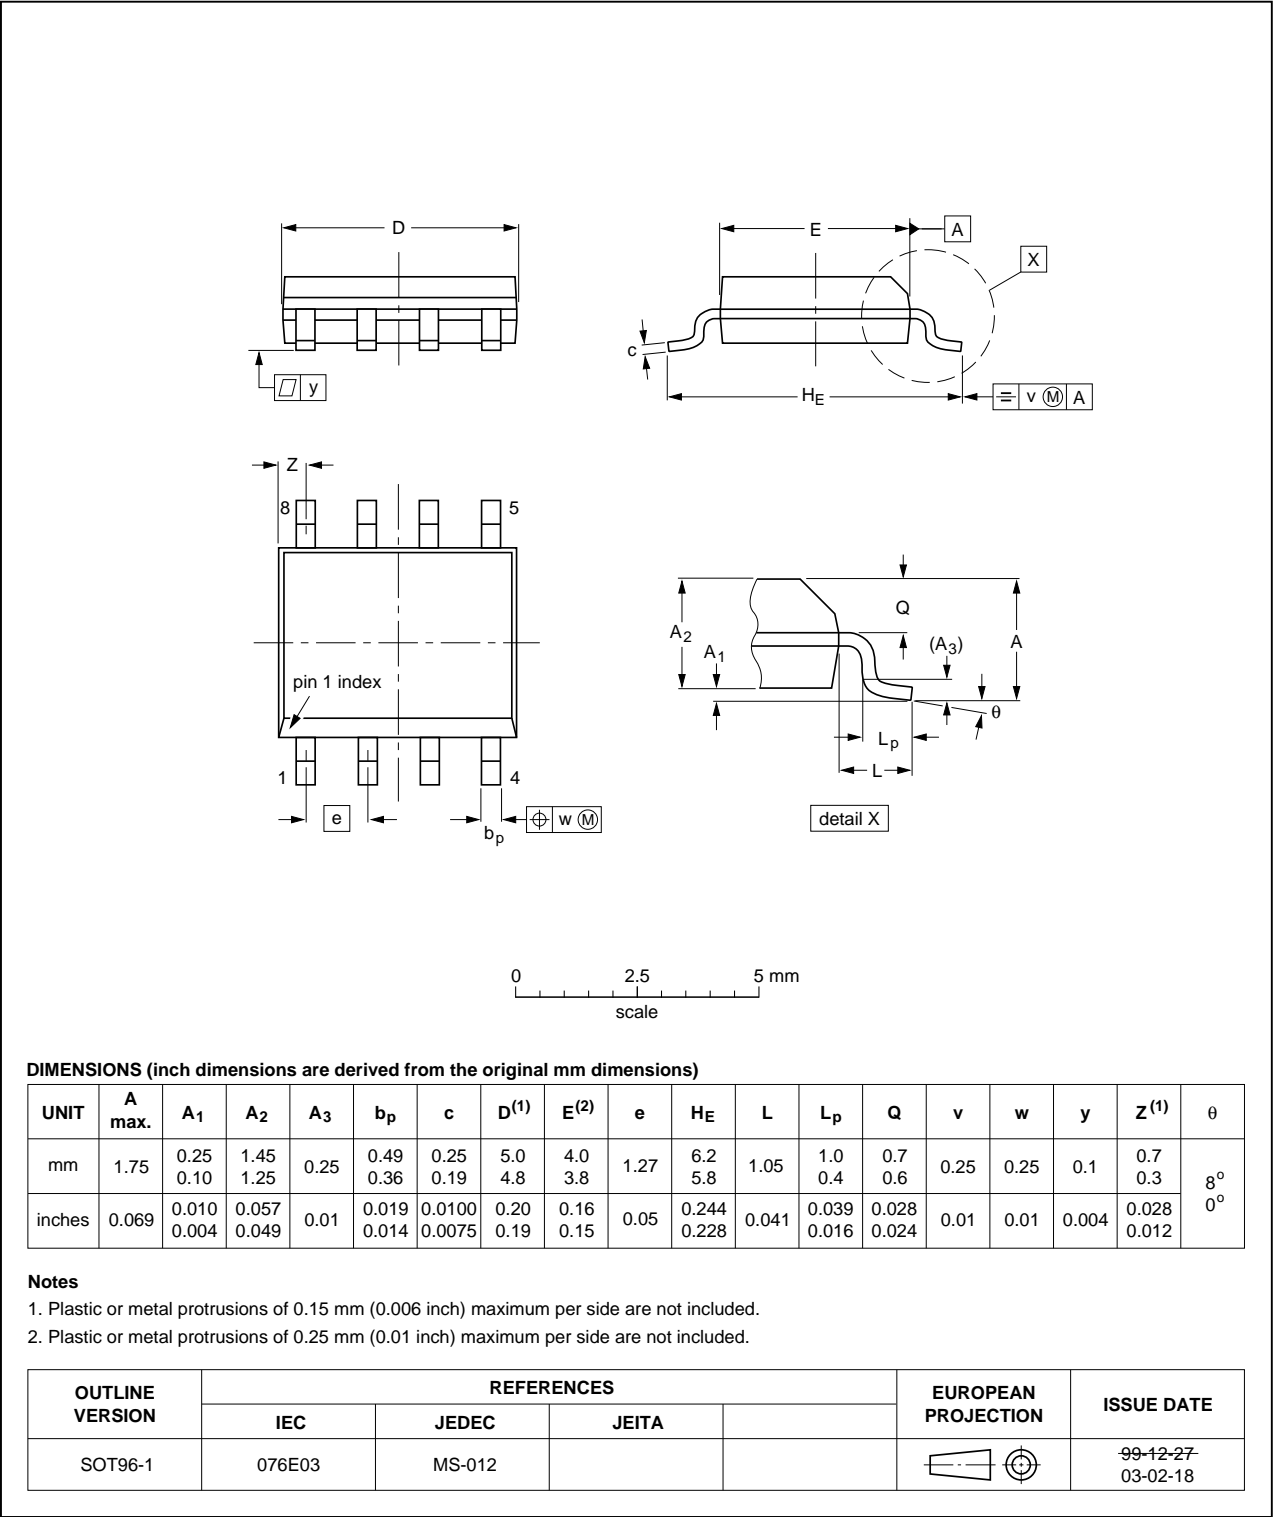 D
E
A
X
c
y
HE
v Ⓜ A
Z
8
5
pin 1 index
1
4
e
bp
w Ⓜ
A2
A1
Q
(A3)
A
θ
Lp
L
detail X
0 2.5 5 mm
scale
DIMENSIONS (inch dimensions are derived from the original mm dimensions)
UNIT A max. A1 A2 A3 bp c D(1) E(2) e HE L Lp Q v w y Z(1) θ
mm 1.75 0.25 0.10 1.45 1.25 0.25 0.49 0.36 0.25 0.19 5.0 4.8 4.0 3.8 1.27 6.2 5.8 1.05 1.0 0.4 0.7 0.6 0.25 0.25 0.1 0.7 0.3 8° 0°
inches 0.069 0.010 0.004 0.057 0.049 0.01 0.019 0.014 0.0100 0.0075 0.20 0.19 0.16 0.15 0.05 0.244 0.228 0.041 0.039 0.016 0.028 0.024 0.01 0.01 0.004 0.028 0.012
Notes
1. Plastic or metal protrusions of 0.15 mm (0.006 inch) maximum per side are not included.
2. Plastic or metal protrusions of 0.25 mm (0.01 inch) maximum per side are not included.
OUTLINE VERSION
REFERENCES
EUROPEAN PROJECTION
ISSUE DATE
IEC JEDEC JEITA
SOT96-1 076E03 MS-012
99-12-27
03-02-18